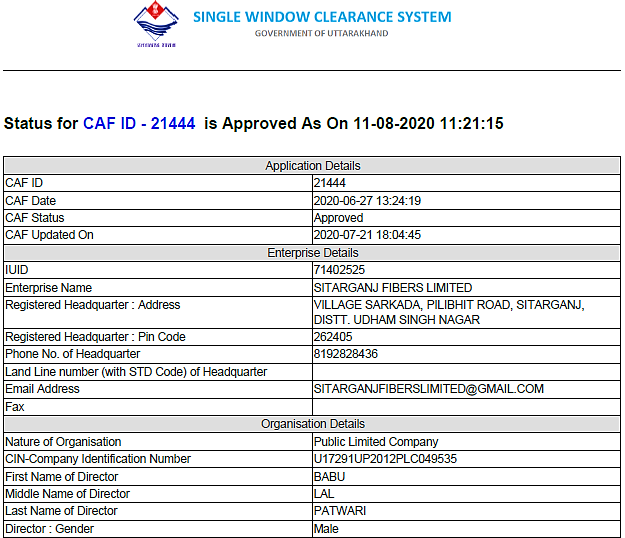 SINGLE WINDOW CLEARANCE SYSTEM
GOVERNMENT OF UTTARAKHAND
Status for CAF ID - 21444 is Approved As On 11-08-2020 11:21:15
Application Details
CAF ID 21444
CAF Date 2020-06-27 13:24:19
CAF Status Approved
CAF Updated On 2020-07-21 18:04:45
Enterprise Details
IUID 71402525
Enterprise Name SITARGANJ FIBERS LIMITED
Registered Headquarter : Address VILLAGE SARKADA, PILIBHIT ROAD, SITARGANJ,
DISTT. UDHAM SINGH NAGAR
Registered Headquarter : Pin Code 262405
Phone No. of Headquarter 8192828436
Land Line number (with STD Code) of Headquarter
Email Address SITARGANJFIBERSLIMITED@GMAIL.COM
Fax
Organisation Details
Nature of Organisation Public Limited Company
CIN-Company Identification Number U17291UP2012PLC049535
First Name of Director BABU
Middle Name of Director LAL
Last Name of Director PATWARI
Director : Gender Male